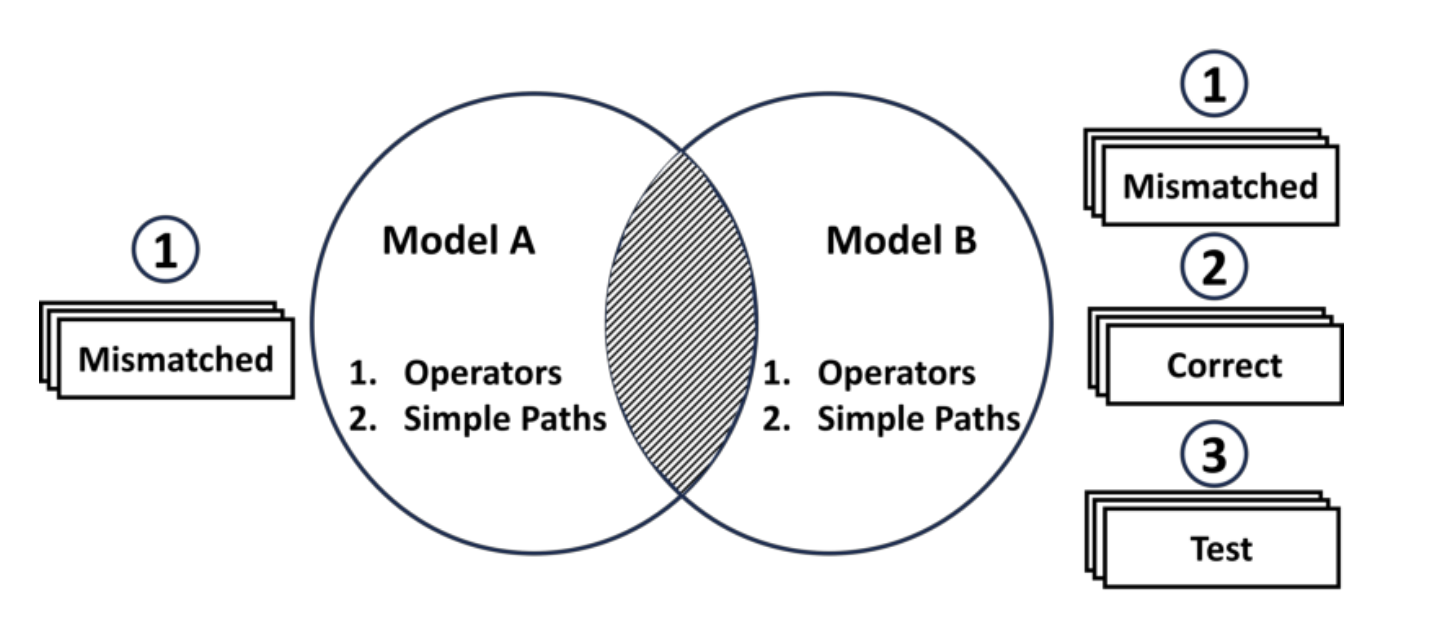 1
Mismatched
Model A
1. Operators
2. Simple Paths
Model B
1. Operators
2. Simple Paths
1
Mismatched
2
Correct
3
Test